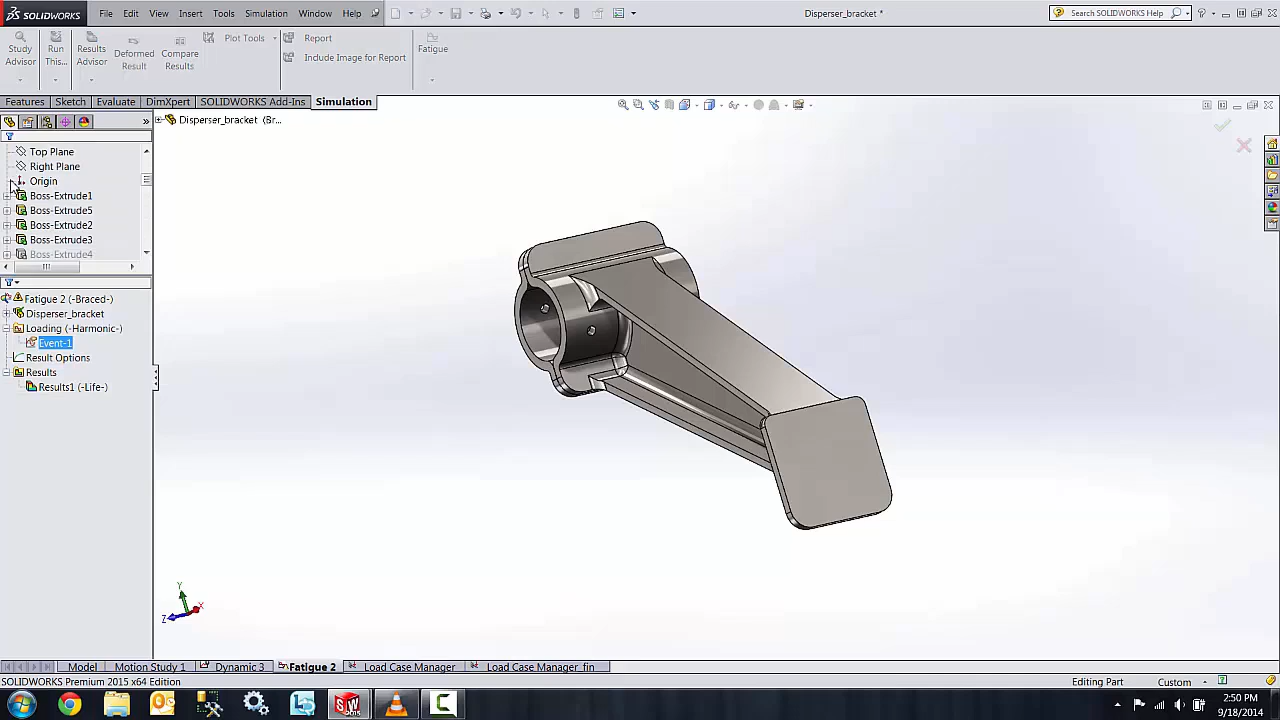 SOLIDWORKS File Edit View Insert Tools Simulation Window Help Disperser_bracket * Search SOLIDWORKS Help
Study Advisor
Run This...
Results Advisor
Deformed Result
Compare Results
Plot Tools
Report
Include Image for Report
Fatigue
Features Sketch Evaluate DimXpert SOLIDWORKS Add-Ins Simulation
Disperser_bracket (Br...
Top Plane
Right Plane
Origin
Boss-Extrude1
Boss-Extrude5
Boss-Extrude2
Boss-Extrude3
Boss-Extrude4
Fatigue 2 (-Braced-)
Disperser_bracket
Loading (-Harmonic-)
Event-1
Result Options
Results
Results1 (-Life-)
Y
Z X
Model Motion Study 1 Dynamic 3 Fatigue 2 Load Case Manager Load Case Manager_fin
SOLIDWORKS Premium 2015 x64 Edition Editing Part Custom
2:50 PM
9/18/2014